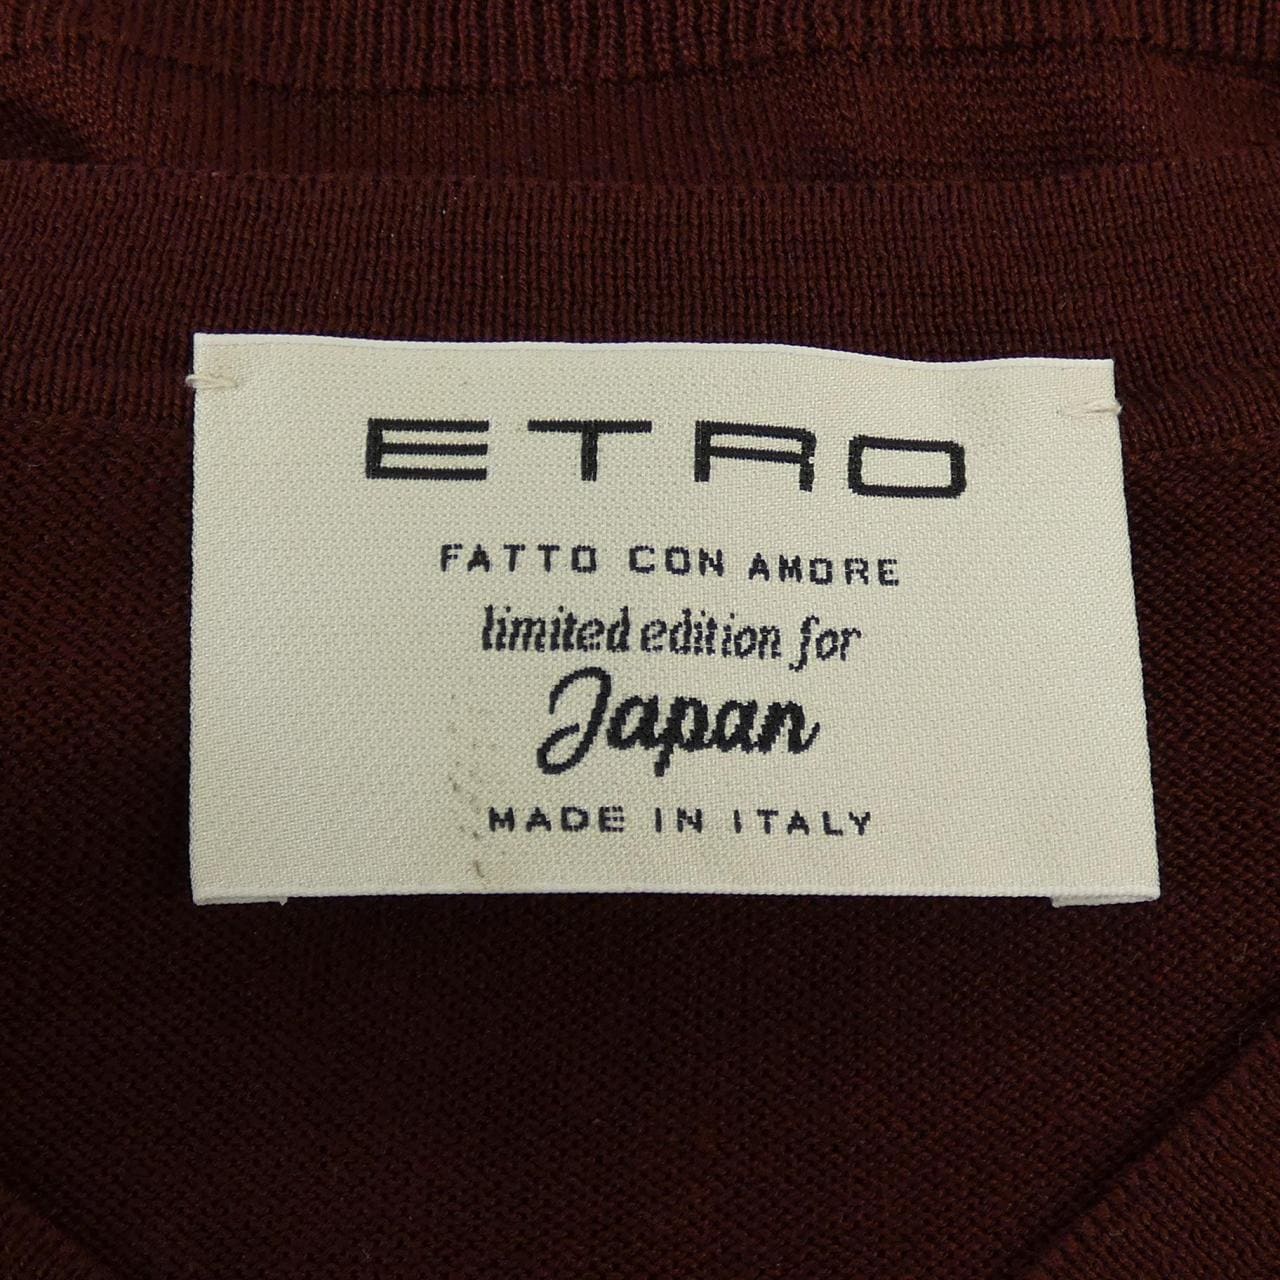 ETRO
FATTO CON AMORE
limited edition for
Japan
MADE IN ITALY